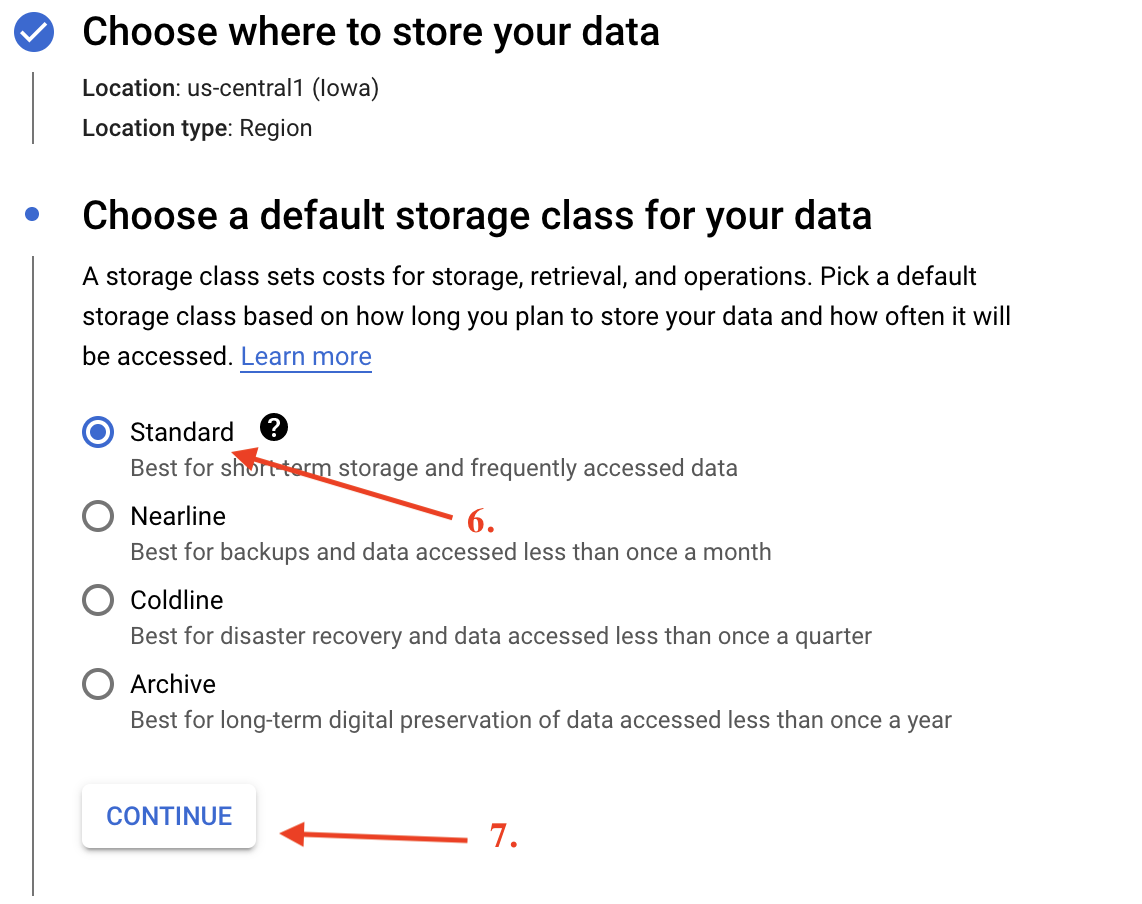 Choose where to store your data
Location: us-central1 (Iowa)
Location type: Region
Choose a default storage class for your data
A storage class sets costs for storage, retrieval, and operations. Pick a default
storage class based on how long you plan to store your data and how often it will
be accessed. Learn more
Standard ?
Best for short-term storage and frequently accessed data
6.
Nearline
Best for backups and data accessed less than once a month
Coldline
Best for disaster recovery and data accessed less than once a quarter
Archive
Best for long-term digital preservation of data accessed less than once a year
CONTINUE
7.